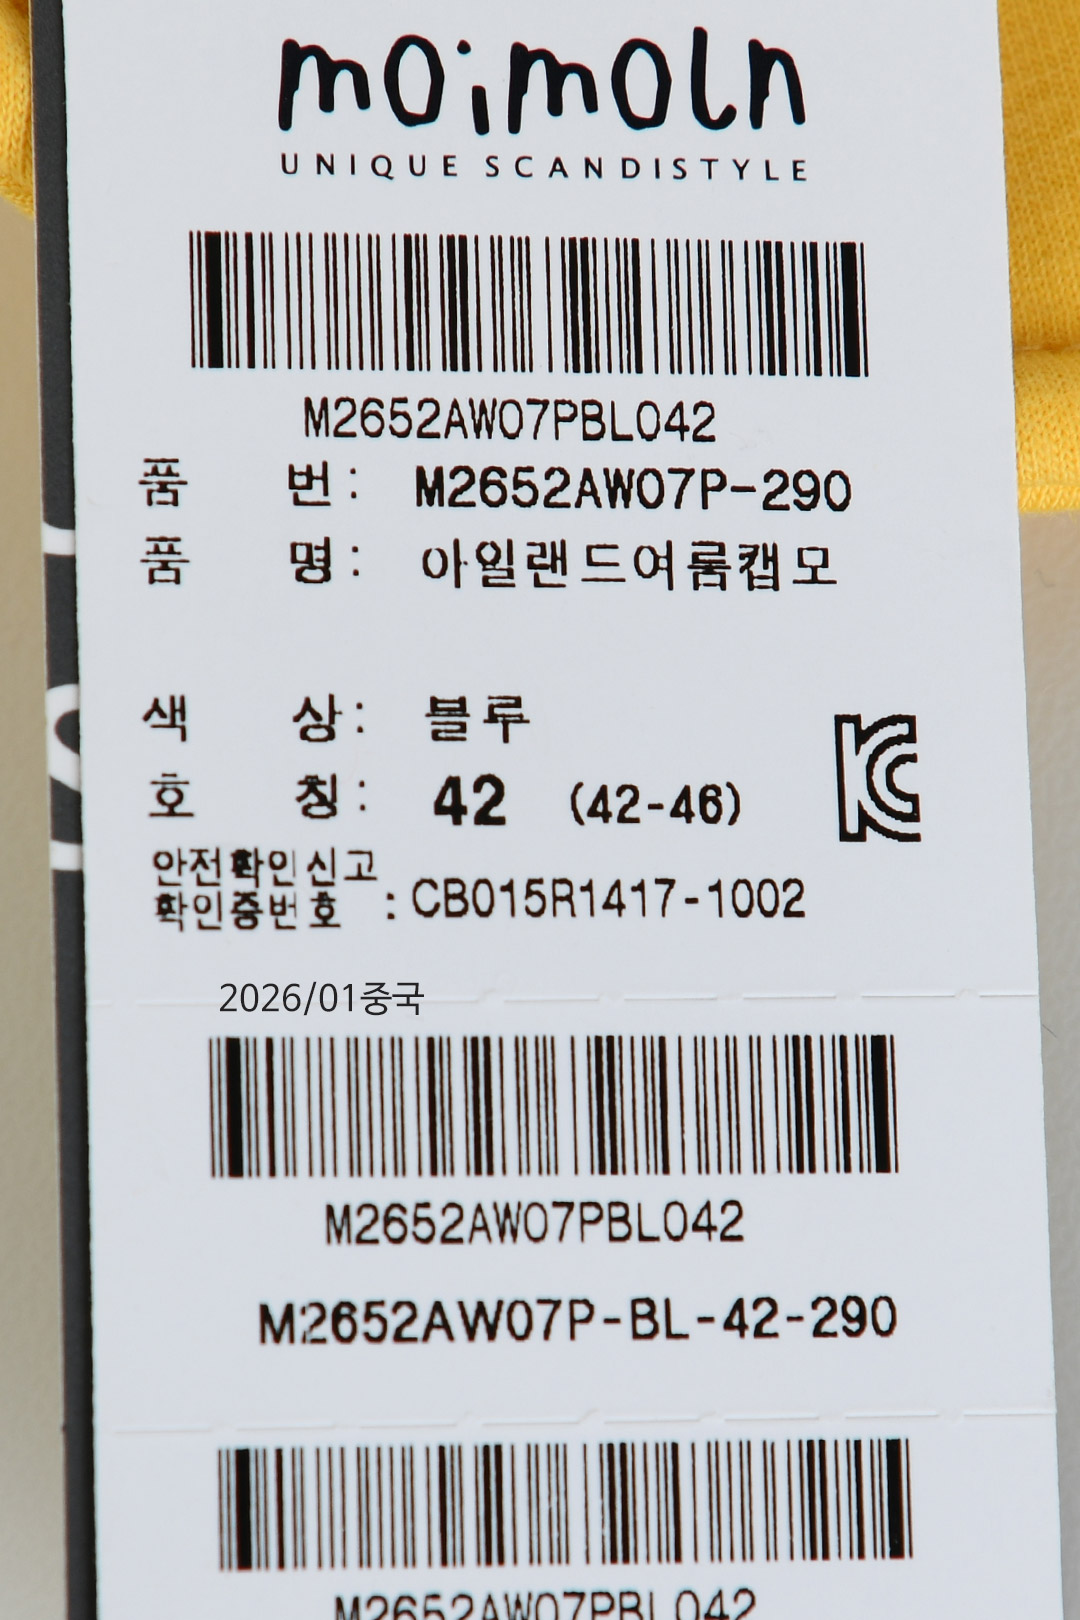 moimoln
UNIQUE SCANDISTYLE
M2652AW07PBL042
품 번 : M2652AW07P-290
품 명 : 아일랜드여름캡모
색 상 : 블루
호 칭 : 42 (42-46)
안전확인신고
확인증번호 : CB015R1417-1002
2026/01중국
M2652AW07PBL042
M2652AW07P-BL-42-290
M2652AW07PBL042